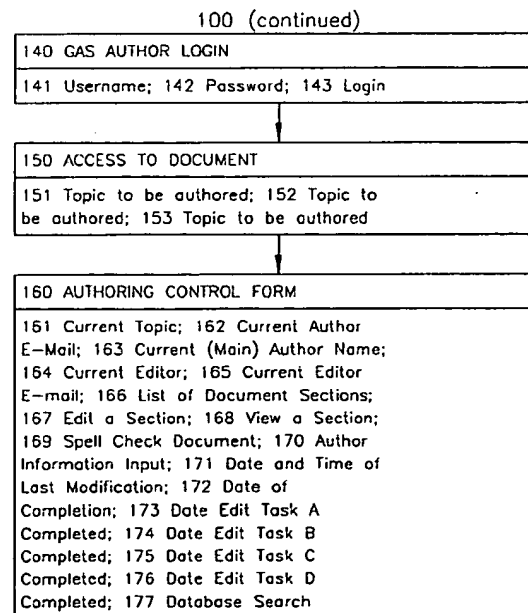 100 (continued)
140 GAS AUTHOR LOGIN
141 Username; 142 Password; 143 Login
150 ACCESS TO DOCUMENT
151 Topic to be authored; 152 Topic to
be authored; 153 Topic to be authored
160 AUTHORING CONTROL FORM
161 Current Topic; 162 Current Author
E-Mail; 163 Current (Main) Author Name;
164 Current Editor; 165 Current Editor
E-mail; 166 List of Document Sections;
167 Edit a Section; 168 View a Section;
169 Spell Check Document; 170 Author
Information Input; 171 Date and Time of
Last Modification; 172 Date of
Completion; 173 Date Edit Task A
Completed; 174 Date Edit Task B
Completed; 175 Date Edit Task C
Completed; 176 Date Edit Task D
Completed; 177 Database Search